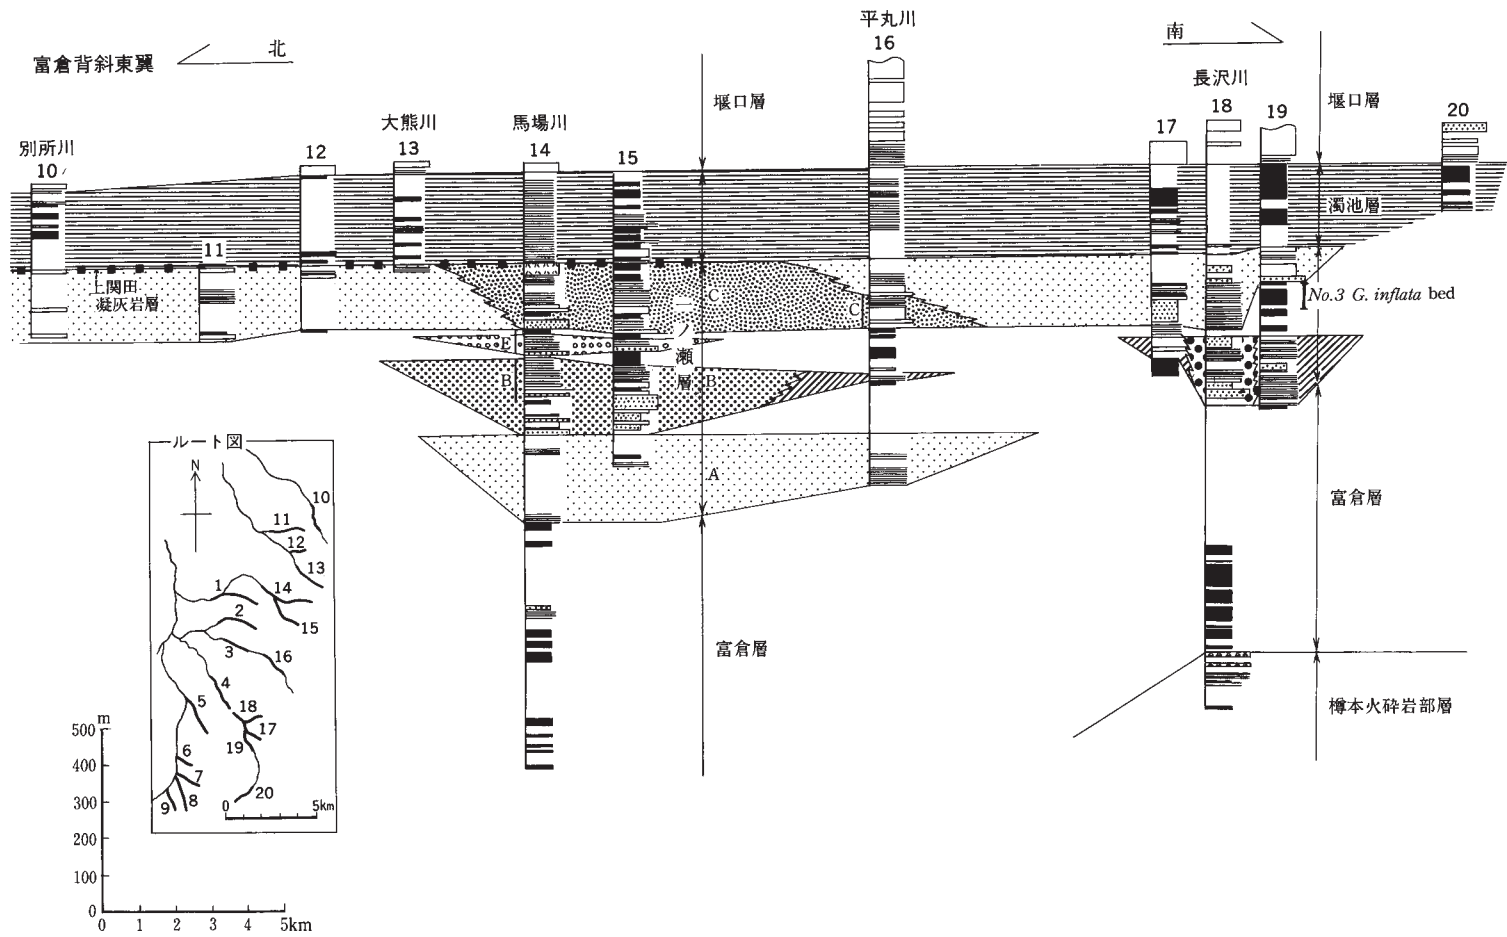 富倉背斜東翼
北
南
別所川
10
11
12
大熊川
13
馬場川
14
15
平丸川
16
17
長沢川
18
19
20
堰口層
堰口層
濁池層
上関田
凝灰岩層
No.3 G. inflata bed
C
C
E
B
B
A
一ノ瀬層
富倉層
富倉層
樽本火砕岩部層
ルート図
N
10
11
12
13
1
14
2
15
3
16
4
5
18
17
19
6
7
8
9
20
0 5km
m
500
400
300
200
100
0
0 1 2 3 4 5km